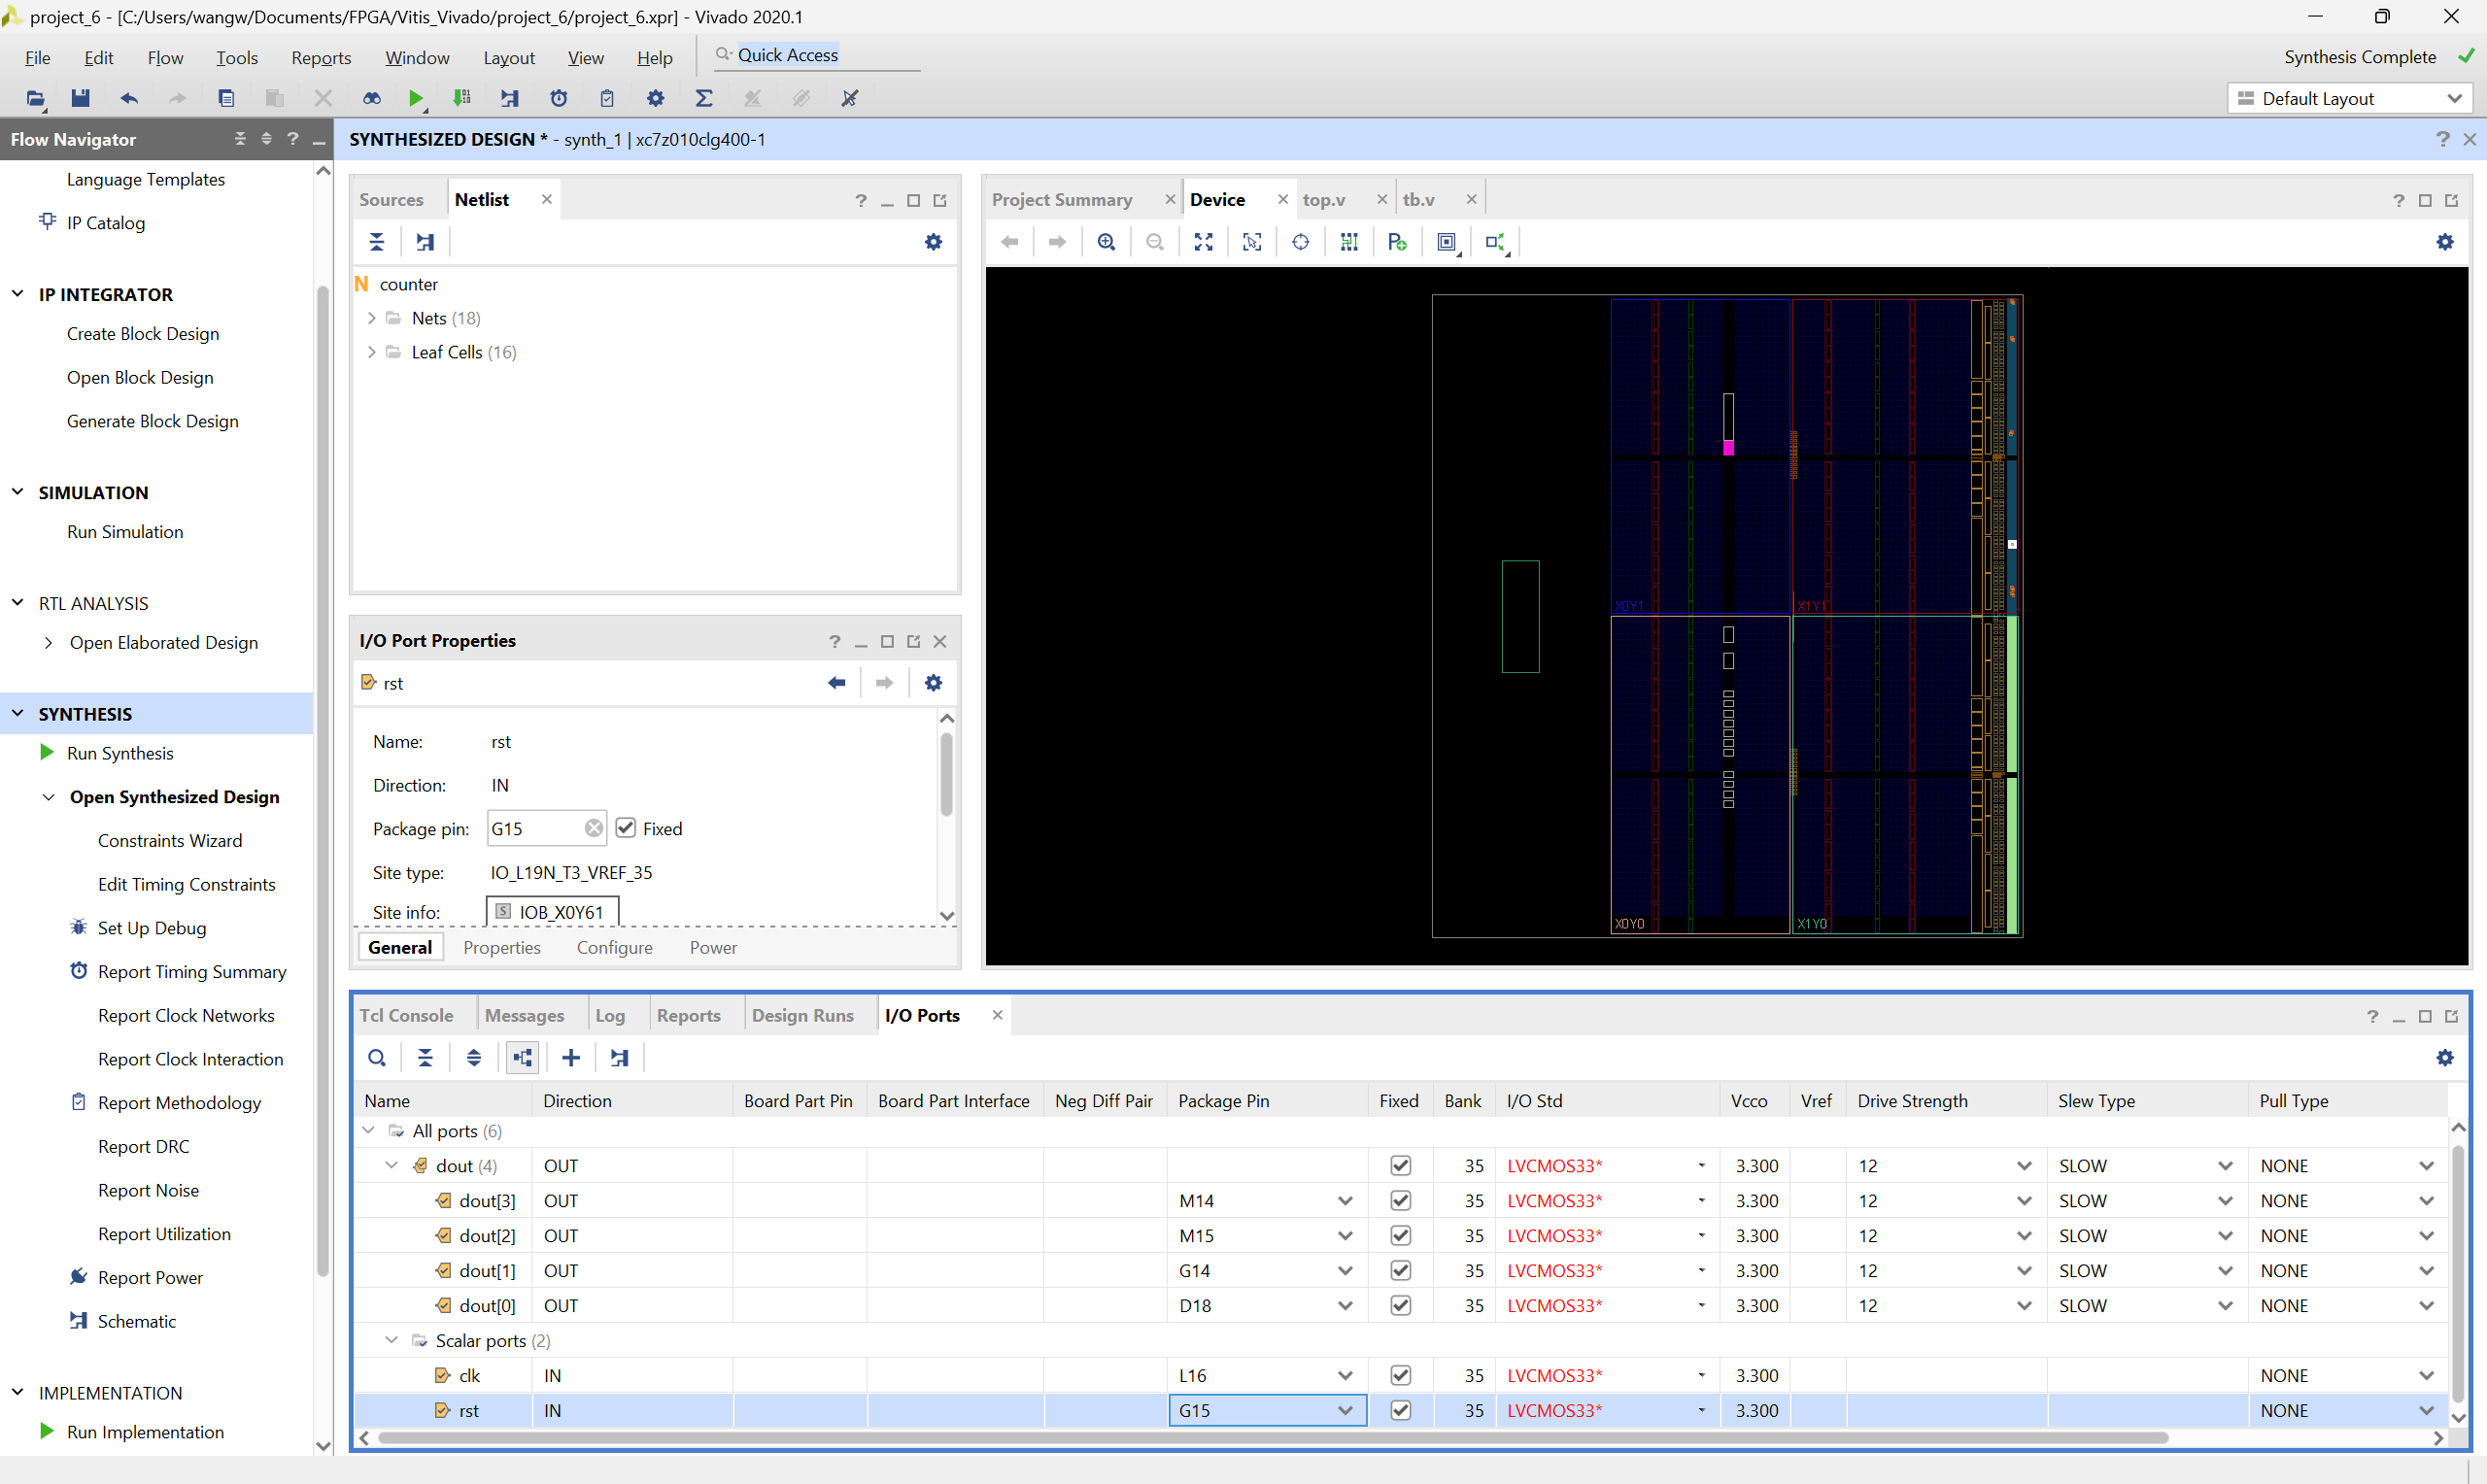 project_6 - [C:/Users/wangw/Documents/FPGA/Vitis_Vivado/project_6/project_6.xpr] - Vivado 2020.1
File Edit Flow Tools Reports Window Layout View Help Quick Access Synthesis Complete
Default Layout
Flow Navigator
Language Templates
IP Catalog
IP INTEGRATOR
Create Block Design
Open Block Design
Generate Block Design
SIMULATION
Run Simulation
RTL ANALYSIS
Open Elaborated Design
SYNTHESIS
Run Synthesis
Open Synthesized Design
Constraints Wizard
Edit Timing Constraints
Set Up Debug
Report Timing Summary
Report Clock Networks
Report Clock Interaction
Report Methodology
Report DRC
Report Noise
Report Utilization
Report Power
Schematic
IMPLEMENTATION
Run Implementation
SYNTHESIZED DESIGN * - synth_1 | xc7z010clg400-1
Sources Netlist
N counter
Nets (18)
Leaf Cells (16)
I/O Port Properties
rst
Name: rst
Direction: IN
Package pin: G15 Fixed
Site type: IO_L19N_T3_VREF_35
Site info: S IOB_X0Y61
General Properties Configure Power
Project Summary Device top.v tb.v
X0Y1 X1Y1
X0Y0 X1Y0
Tcl Console Messages Log Reports Design Runs I/O Ports
Name Direction Board Part Pin Board Part Interface Neg Diff Pair Package Pin Fixed Bank I/O Std Vcco Vref Drive Strength Slew Type Pull Type
All ports (6)
dout (4) OUT 35 LVCMOS33* 3.300 12 SLOW NONE
dout[3] OUT M14 35 LVCMOS33* 3.300 12 SLOW NONE
dout[2] OUT M15 35 LVCMOS33* 3.300 12 SLOW NONE
dout[1] OUT G14 35 LVCMOS33* 3.300 12 SLOW NONE
dout[0] OUT D18 35 LVCMOS33* 3.300 12 SLOW NONE
Scalar ports (2)
clk IN L16 35 LVCMOS33* 3.300 NONE
rst IN G15 35 LVCMOS33* 3.300 NONE